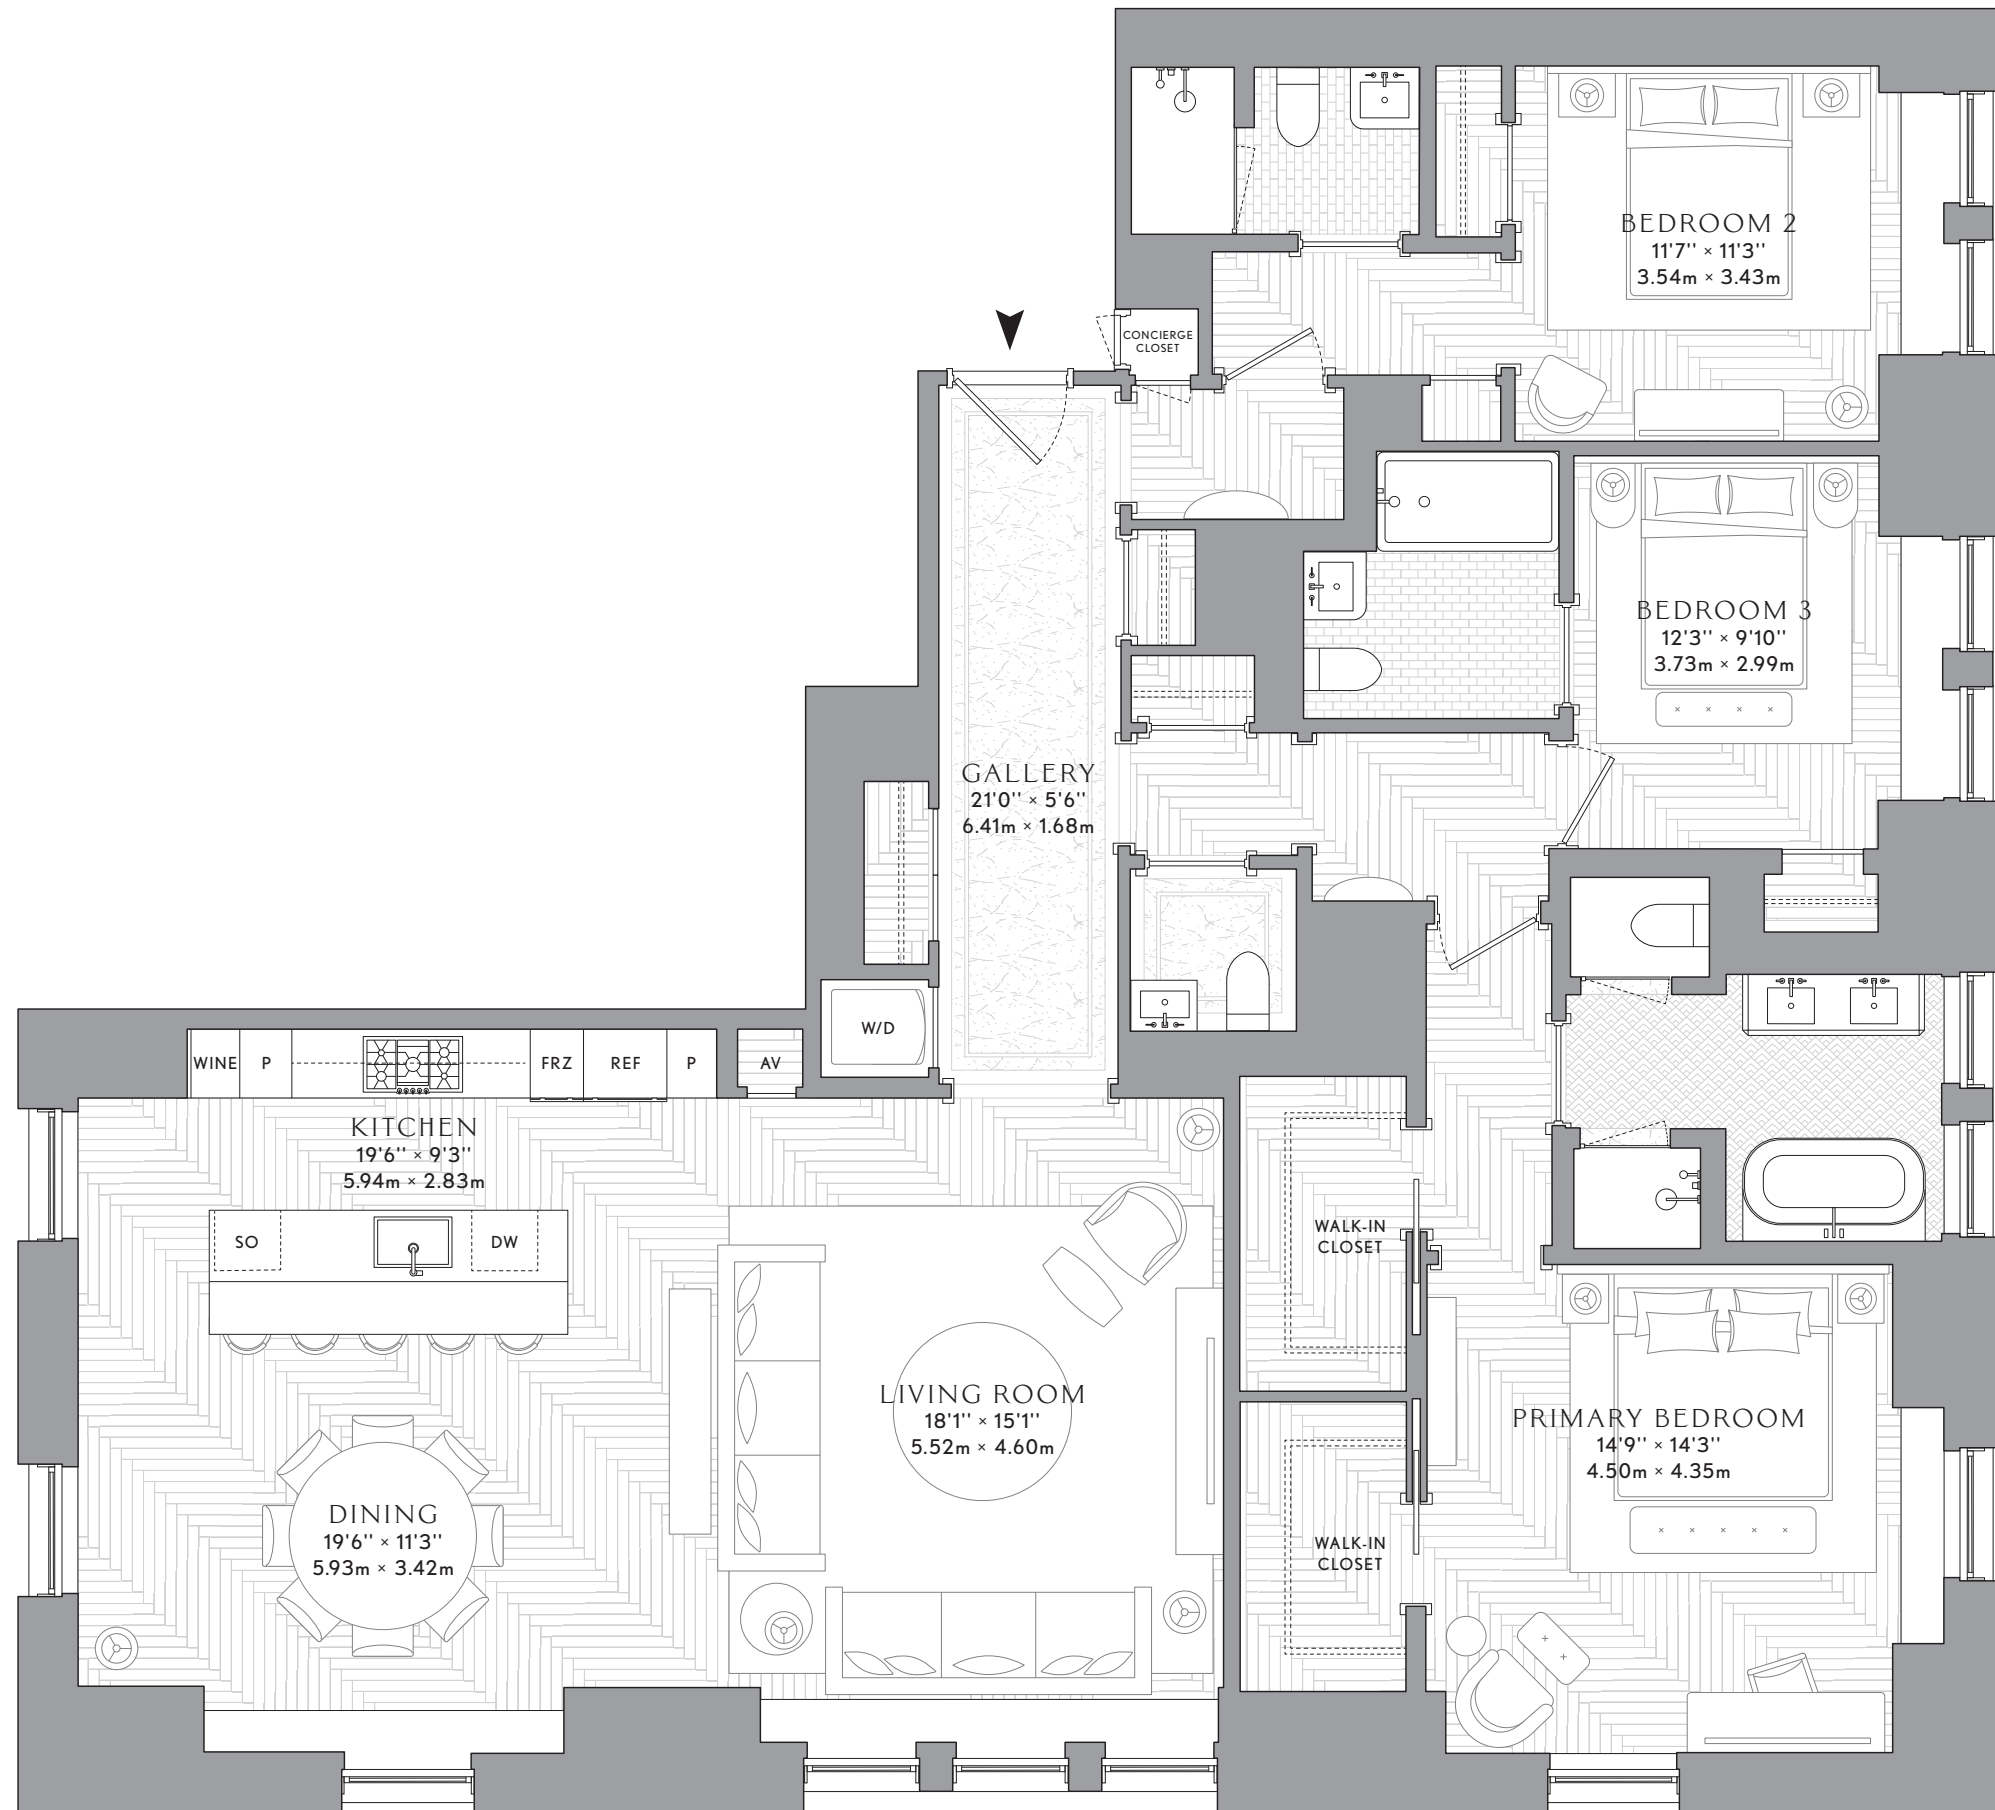 BEDROOM 2
11'7'' × 11'3''
3.54m × 3.43m
CONCIERGE
CLOSET
BEDROOM 3
12'3'' × 9'10''
3.73m × 2.99m
GALLERY
21'0'' × 5'6''
6.41m × 1.68m
W/D
WINE
P
FRZ
REF
P
AV
KITCHEN
19'6'' × 9'3''
5.94m × 2.83m
SO
DW
WALK-IN
CLOSET
LIVING ROOM
18'1'' × 15'1''
5.52m × 4.60m
PRIMARY BEDROOM
14'9'' × 14'3''
4.50m × 4.35m
DINING
19'6'' × 11'3''
5.93m × 3.42m
WALK-IN
CLOSET